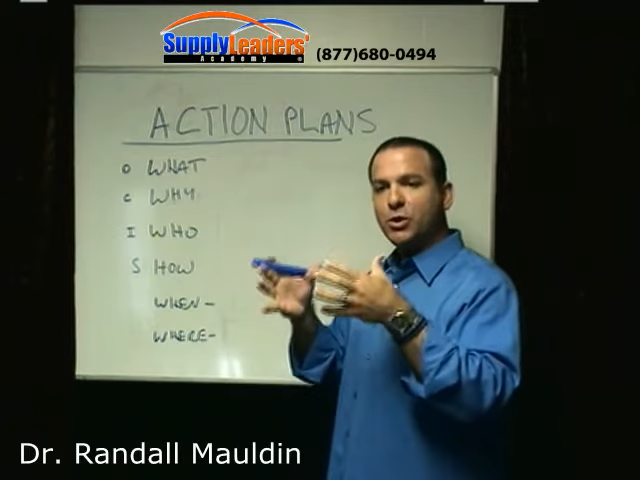 SupplyLeaders'
Academy
(877)680-0494
ACTION PLANS
O WHAT
C WHY
I WHO
S HOW
WHEN-
WHERE-
Dr. Randall Mauldin